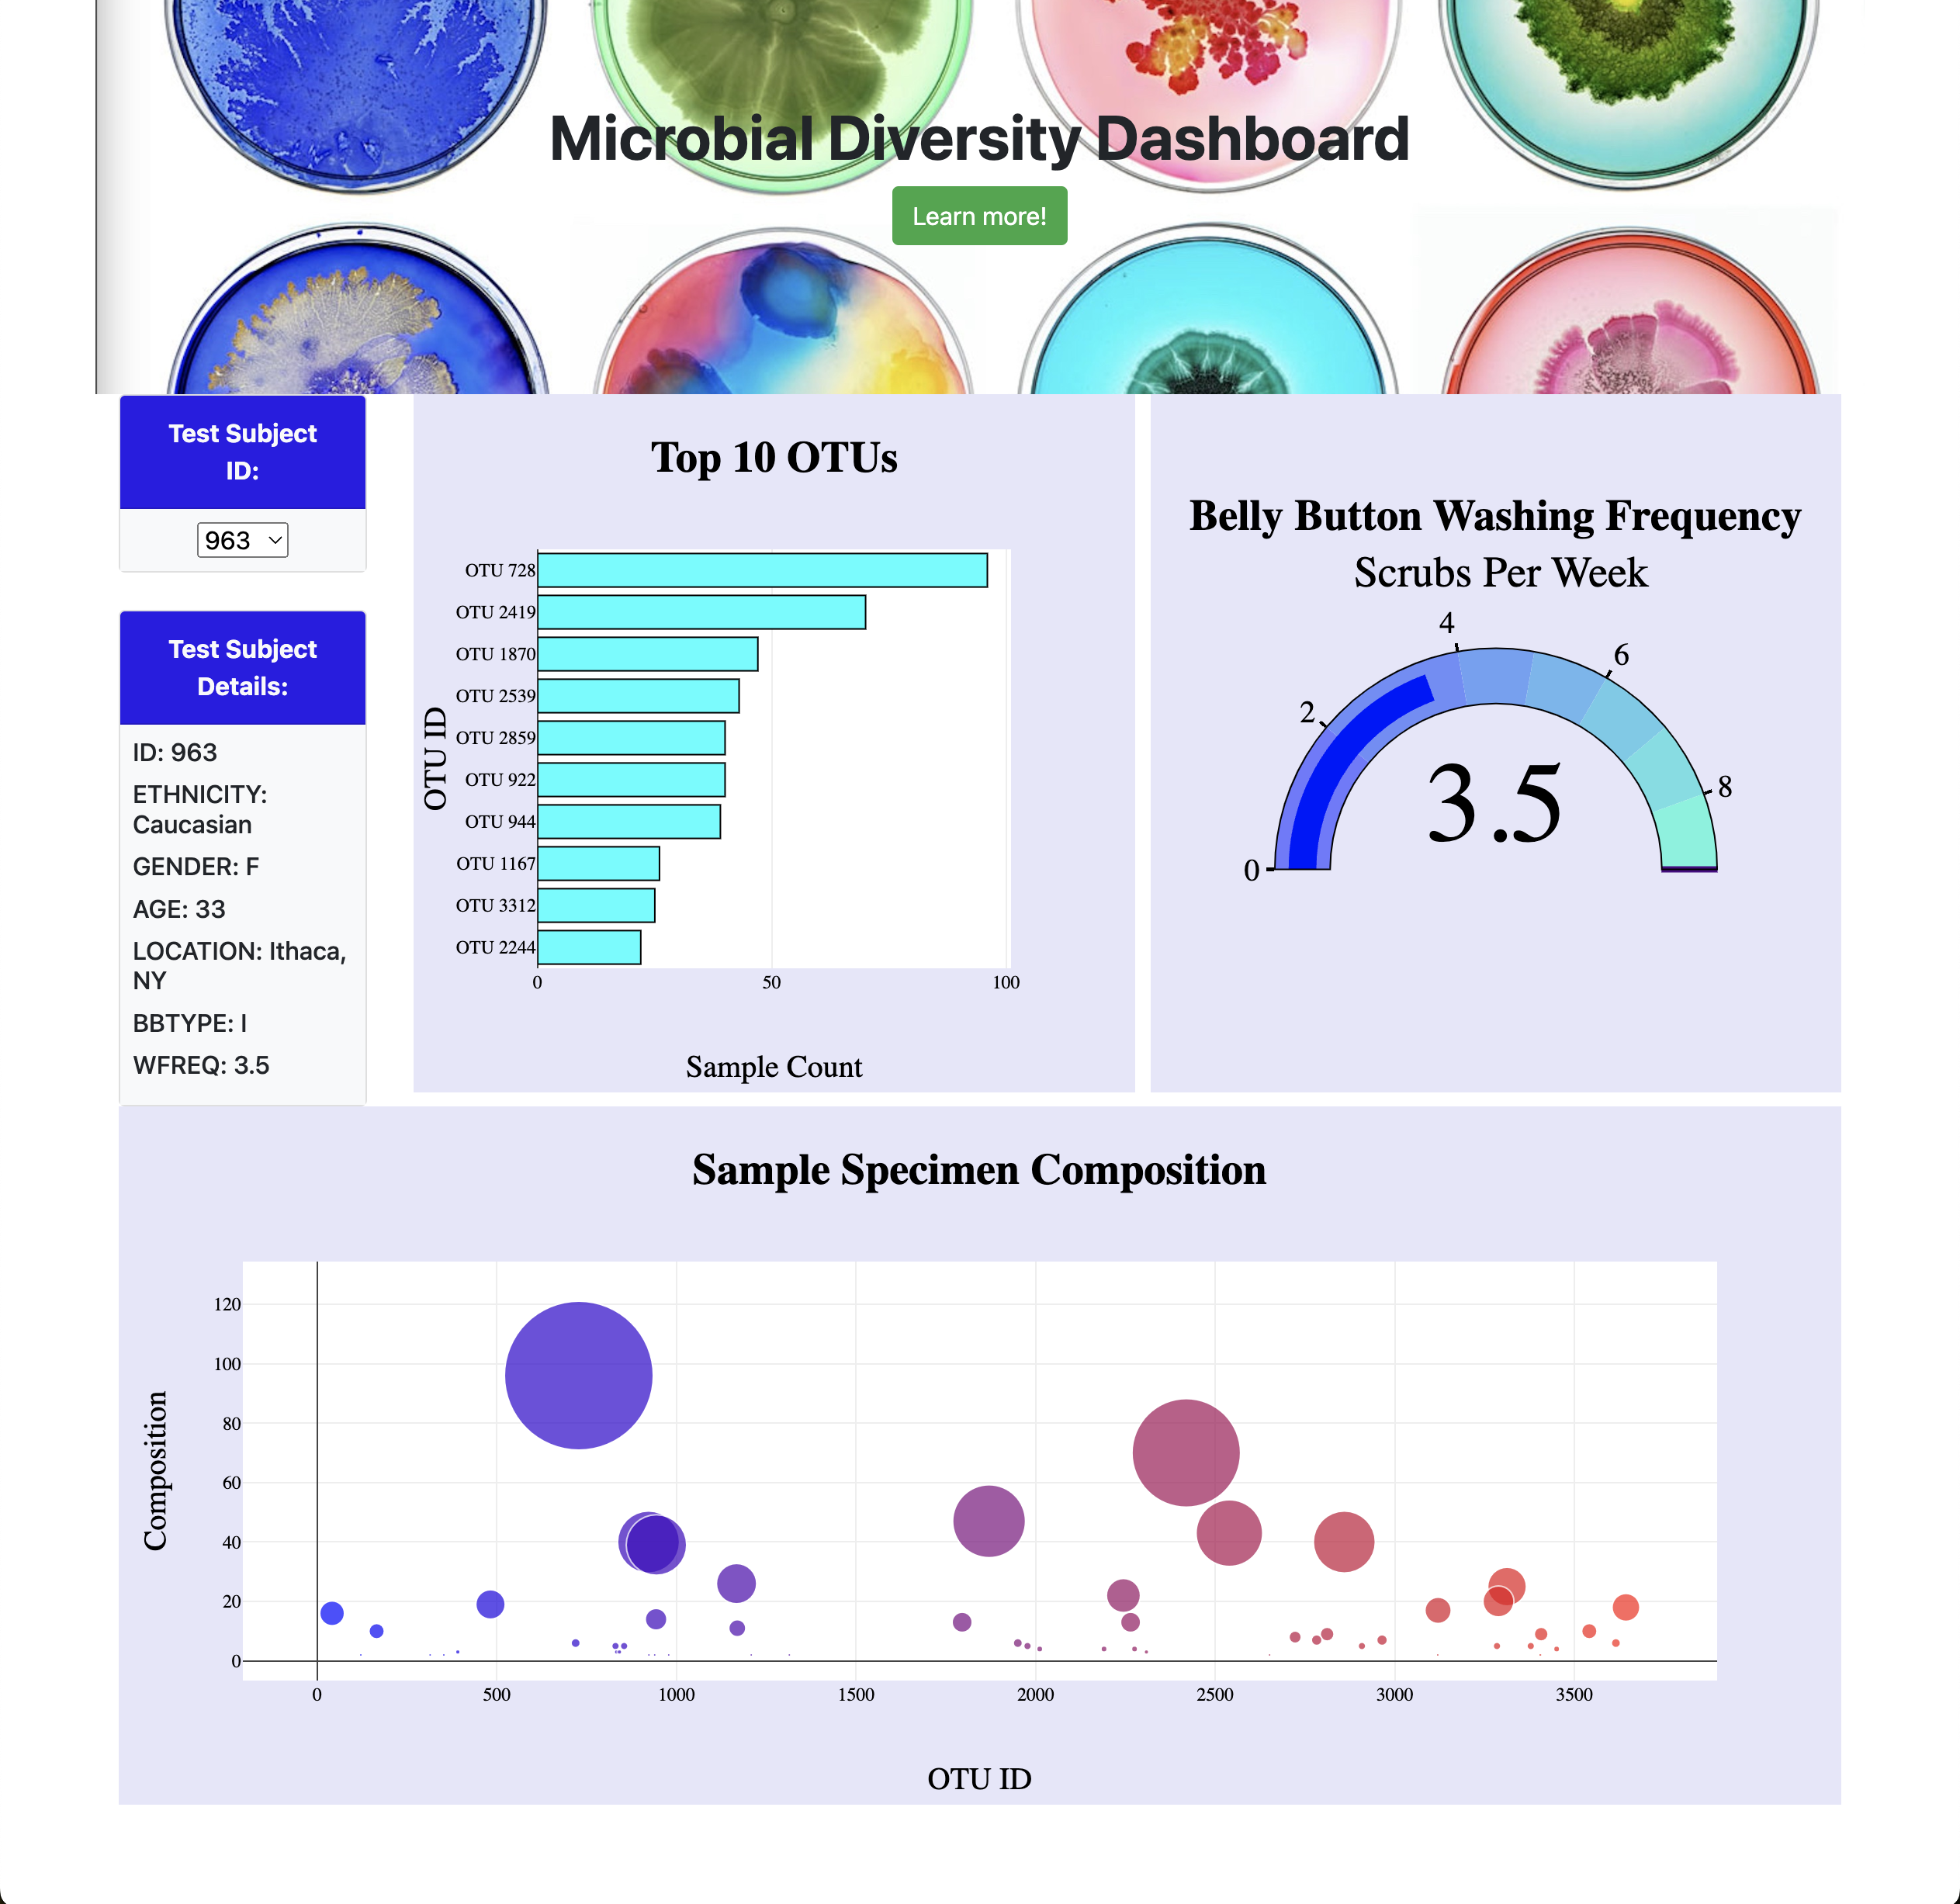 Microbial Diversity Dashboard
Learn more!
Test Subject
ID:
963
Test Subject
Details:
ID: 963
ETHNICITY:
Caucasian
GENDER: F
AGE: 33
LOCATION: Ithaca,
NY
BBTYPE: I
WFREQ: 3.5
Top 10 OTUs
OTU ID
OTU 728
OTU 2419
OTU 1870
OTU 2539
OTU 2859
OTU 922
OTU 944
OTU 1167
OTU 3312
OTU 2244
0 50 100
Sample Count
Belly Button Washing Frequency
Scrubs Per Week
0
2
4
6
8
3.5
Sample Specimen Composition
Composition
120
100
80
60
40
20
0
0 500 1000 1500 2000 2500 3000 3500
OTU ID